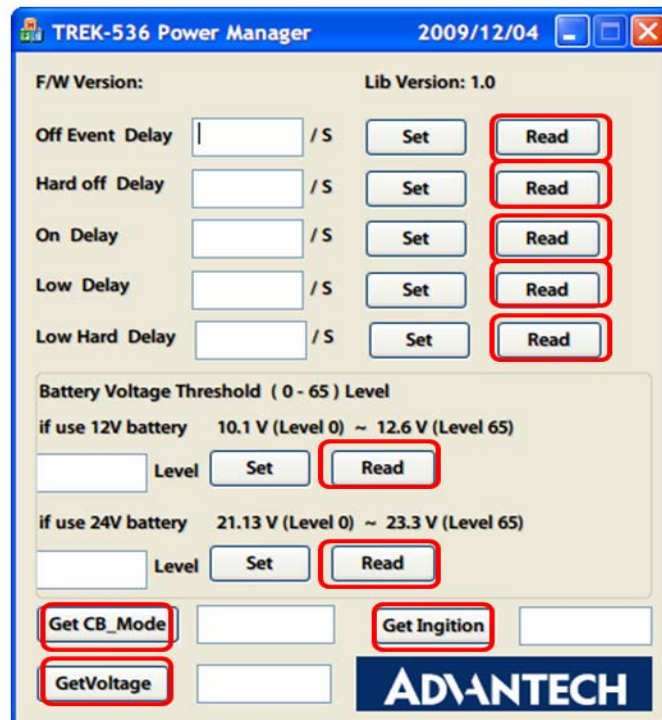 TREK-536 Power Manager 2009/12/04
F/W Version: Lib Version: 1.0
Off Event Delay / S Set Read
Hard off Delay / S Set Read
On Delay / S Set Read
Low Delay / S Set Read
Low Hard Delay / S Set Read
Battery Voltage Threshold ( 0 - 65 ) Level
if use 12V battery 10.1 V (Level 0) ~ 12.6 V (Level 65)
Level Set Read
if use 24V battery 21.13 V (Level 0) ~ 23.3 V (Level 65)
Level Set Read
Get CB_Mode Get Ingition
GetVoltage ADVANTECH